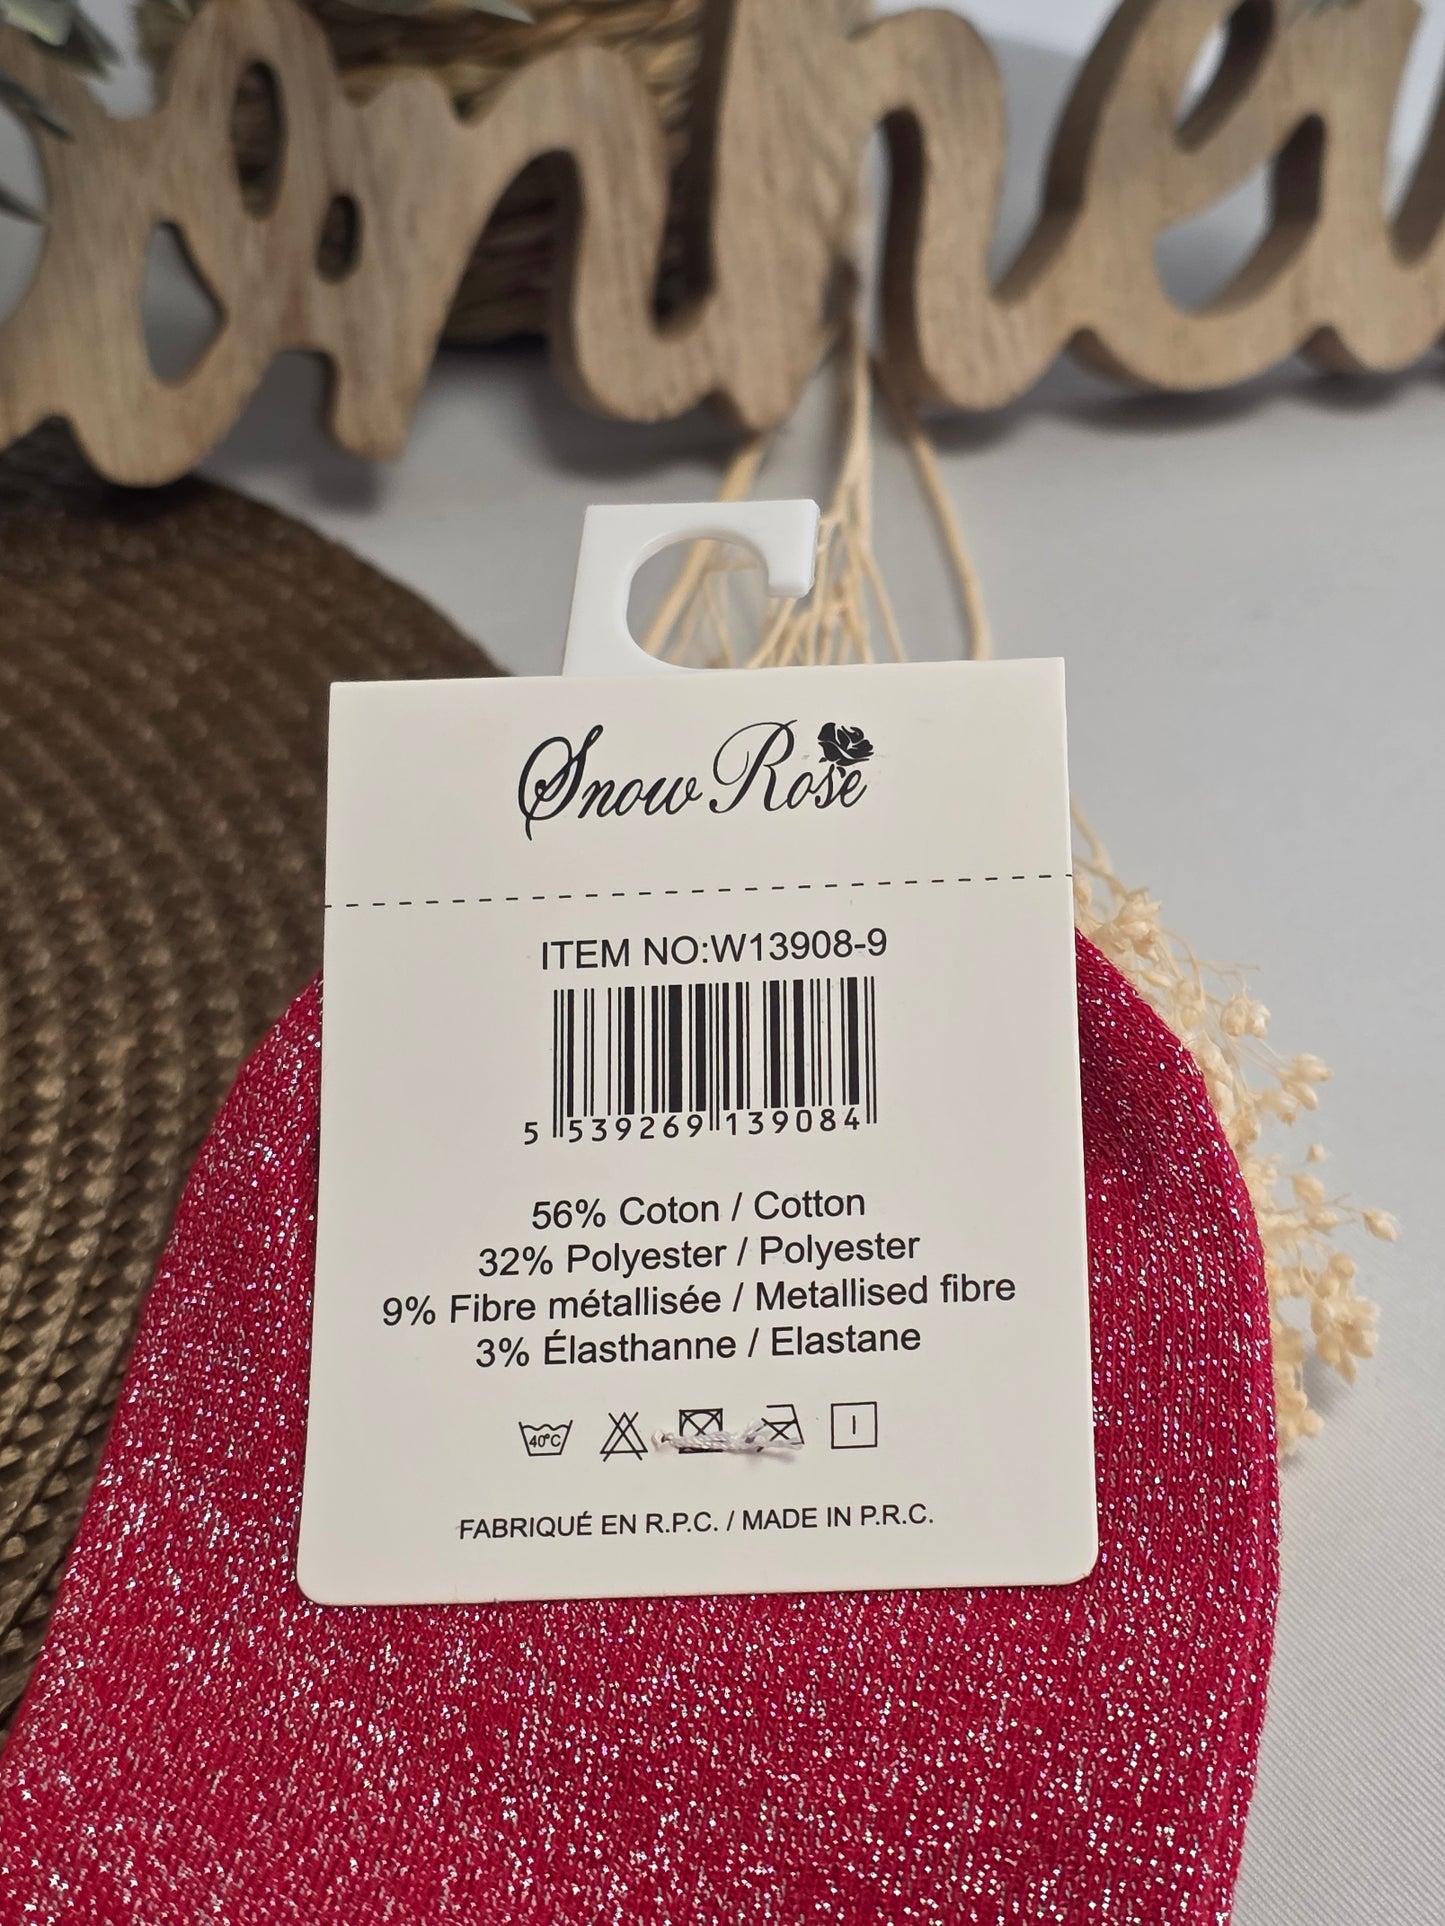 Snow Rose
ITEM NO:W13908-9
5 539269 139084
56% Coton / Cotton
32% Polyester / Polyester
9% Fibre métallisée / Metallised fibre
3% Élasthanne / Elastane
40°C
FABRIQUÉ EN R.P.C. / MADE IN P.R.C.